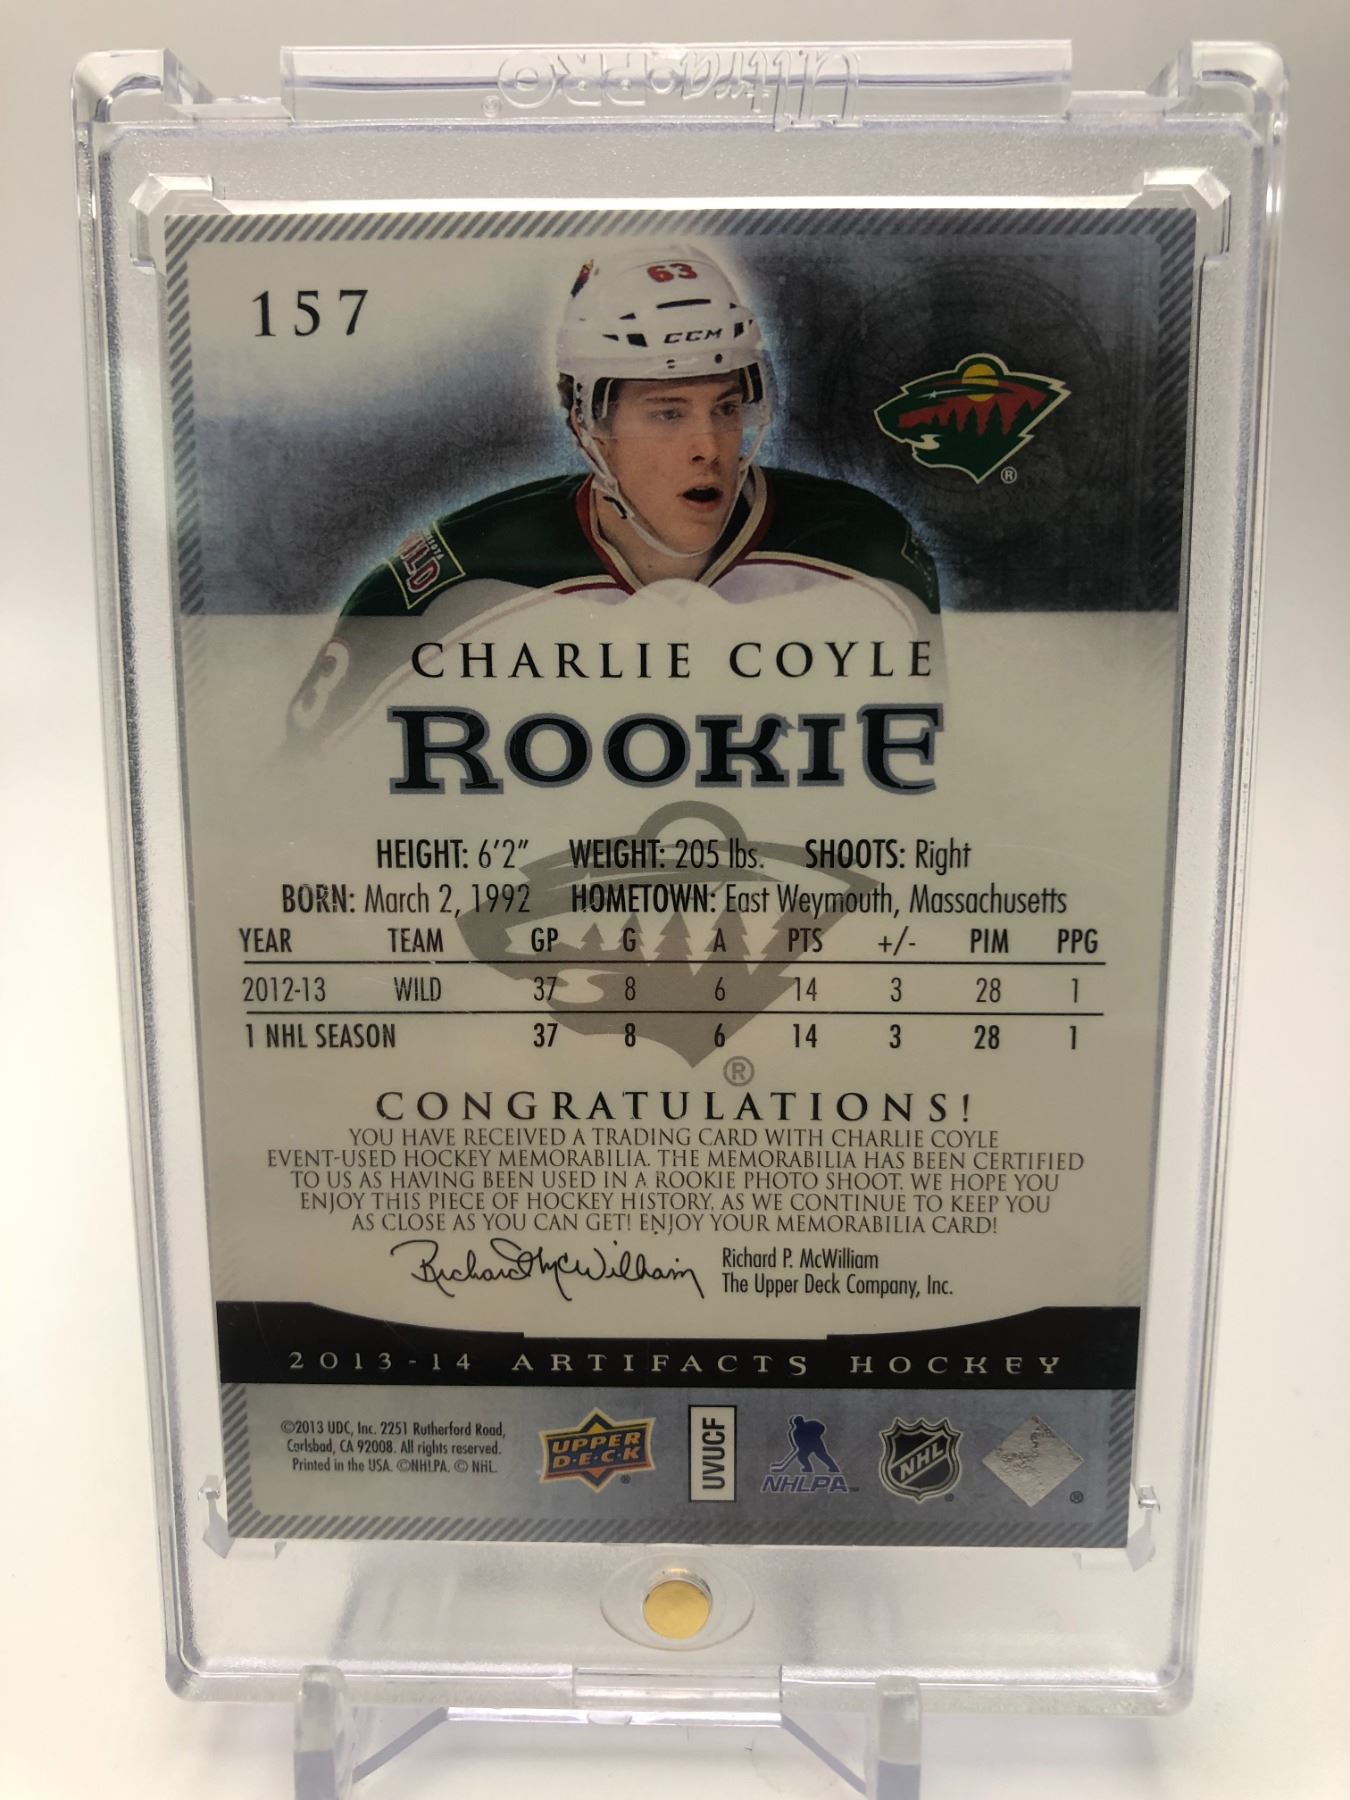 Ultra·PRO®
157
63
CCM
®
MINNESOTA
WILD
3
CHARLIE COYLE
ROOKIE
HEIGHT: 6'2" WEIGHT: 205 lbs. SHOOTS: Right
BORN: March 2, 1992 HOMETOWN: East Weymouth, Massachusetts
YEAR TEAM GP G A PTS +/- PIM PPG
2012-13 WILD 37 8 6 14 3 28 1
1 NHL SEASON 37 8 6 14 3 28 1
®
CONGRATULATIONS!
YOU HAVE RECEIVED A TRADING CARD WITH CHARLIE COYLE
EVENT-USED HOCKEY MEMORABILIA. THE MEMORABILIA HAS BEEN CERTIFIED
TO US AS HAVING BEEN USED IN A ROOKIE PHOTO SHOOT. WE HOPE YOU
ENJOY THIS PIECE OF HOCKEY HISTORY, AS WE CONTINUE TO KEEP YOU
AS CLOSE AS YOU CAN GET! ENJOY YOUR MEMORABILIA CARD!
Richard McWilliam
Richard P. McWilliam
The Upper Deck Company, Inc.
2013-14 ARTIFACTS HOCKEY
©2013 UDC, Inc. 2251 Rutherford Road,
Carlsbad, CA 92008. All rights reserved.
Printed in the USA. ©NHLPA. © NHL.
UPPER
D·E·C·K
®
UVUCF
NHLPA™
NHL
®
®